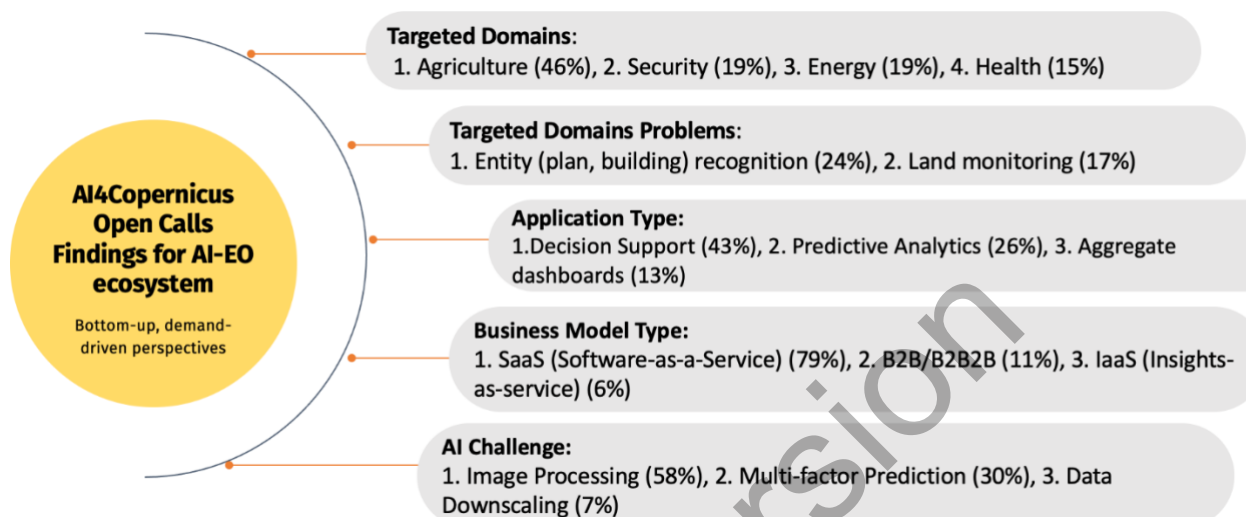 Targeted Domains:
1. Agriculture (46%), 2. Security (19%), 3. Energy (19%), 4. Health (15%)
Targeted Domains Problems:
1. Entity (plan, building) recognition (24%), 2. Land monitoring (17%)
AI4Copernicus
Open Calls
Findings for AI-EO
ecosystem
Bottom-up, demand-
driven perspectives
Application Type:
1.Decision Support (43%), 2. Predictive Analytics (26%), 3. Aggregate
dashboards (13%)
Business Model Type:
1. SaaS (Software-as-a-Service) (79%), 2. B2B/B2B2B (11%), 3. IaaS (Insights-
as-service) (6%)
AI Challenge:
1. Image Processing (58%), 2. Multi-factor Prediction (30%), 3. Data
Downscaling (7%)